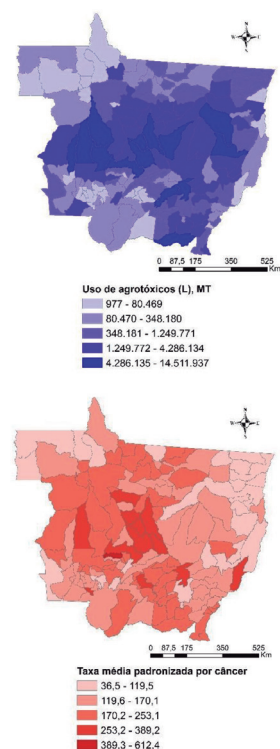 N
W E
S
0 87,5 175 350 525
Km
Uso de agrotóxicos (L), MT
977 - 80.469
80.470 - 348.180
348.181 - 1.249.771
1.249.772 - 4.286.134
4.286.135 - 14.511.937
N
W E
S
0 87,5 175 350 525
Km
Taxa média padronizada por câncer
36,5 - 119,5
119,6 - 170,1
170,2 - 253,1
253,2 - 389,2
389,3 - 612,4